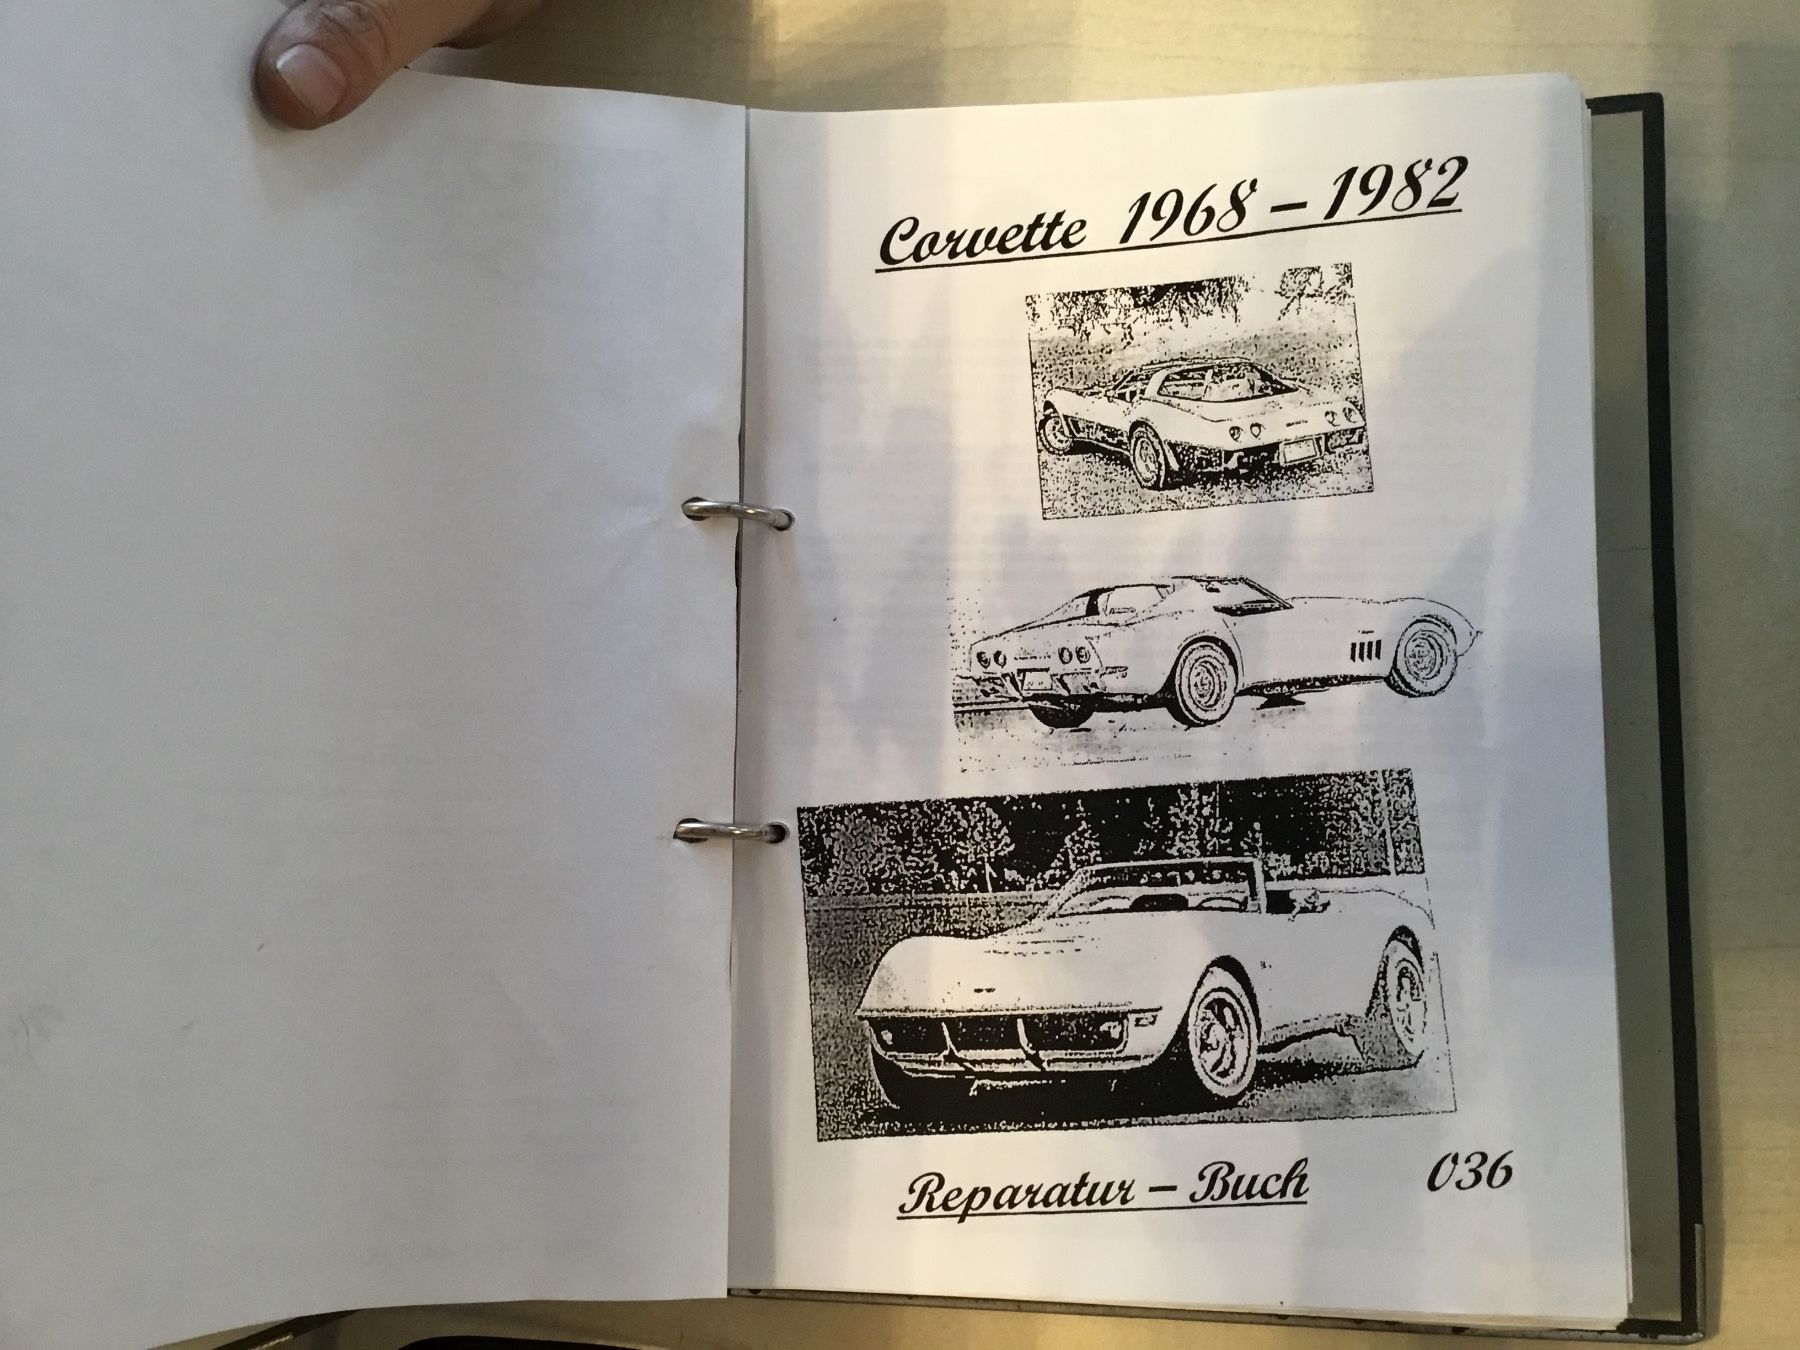 Corvette 1968 – 1982
Reparatur – Buch
036